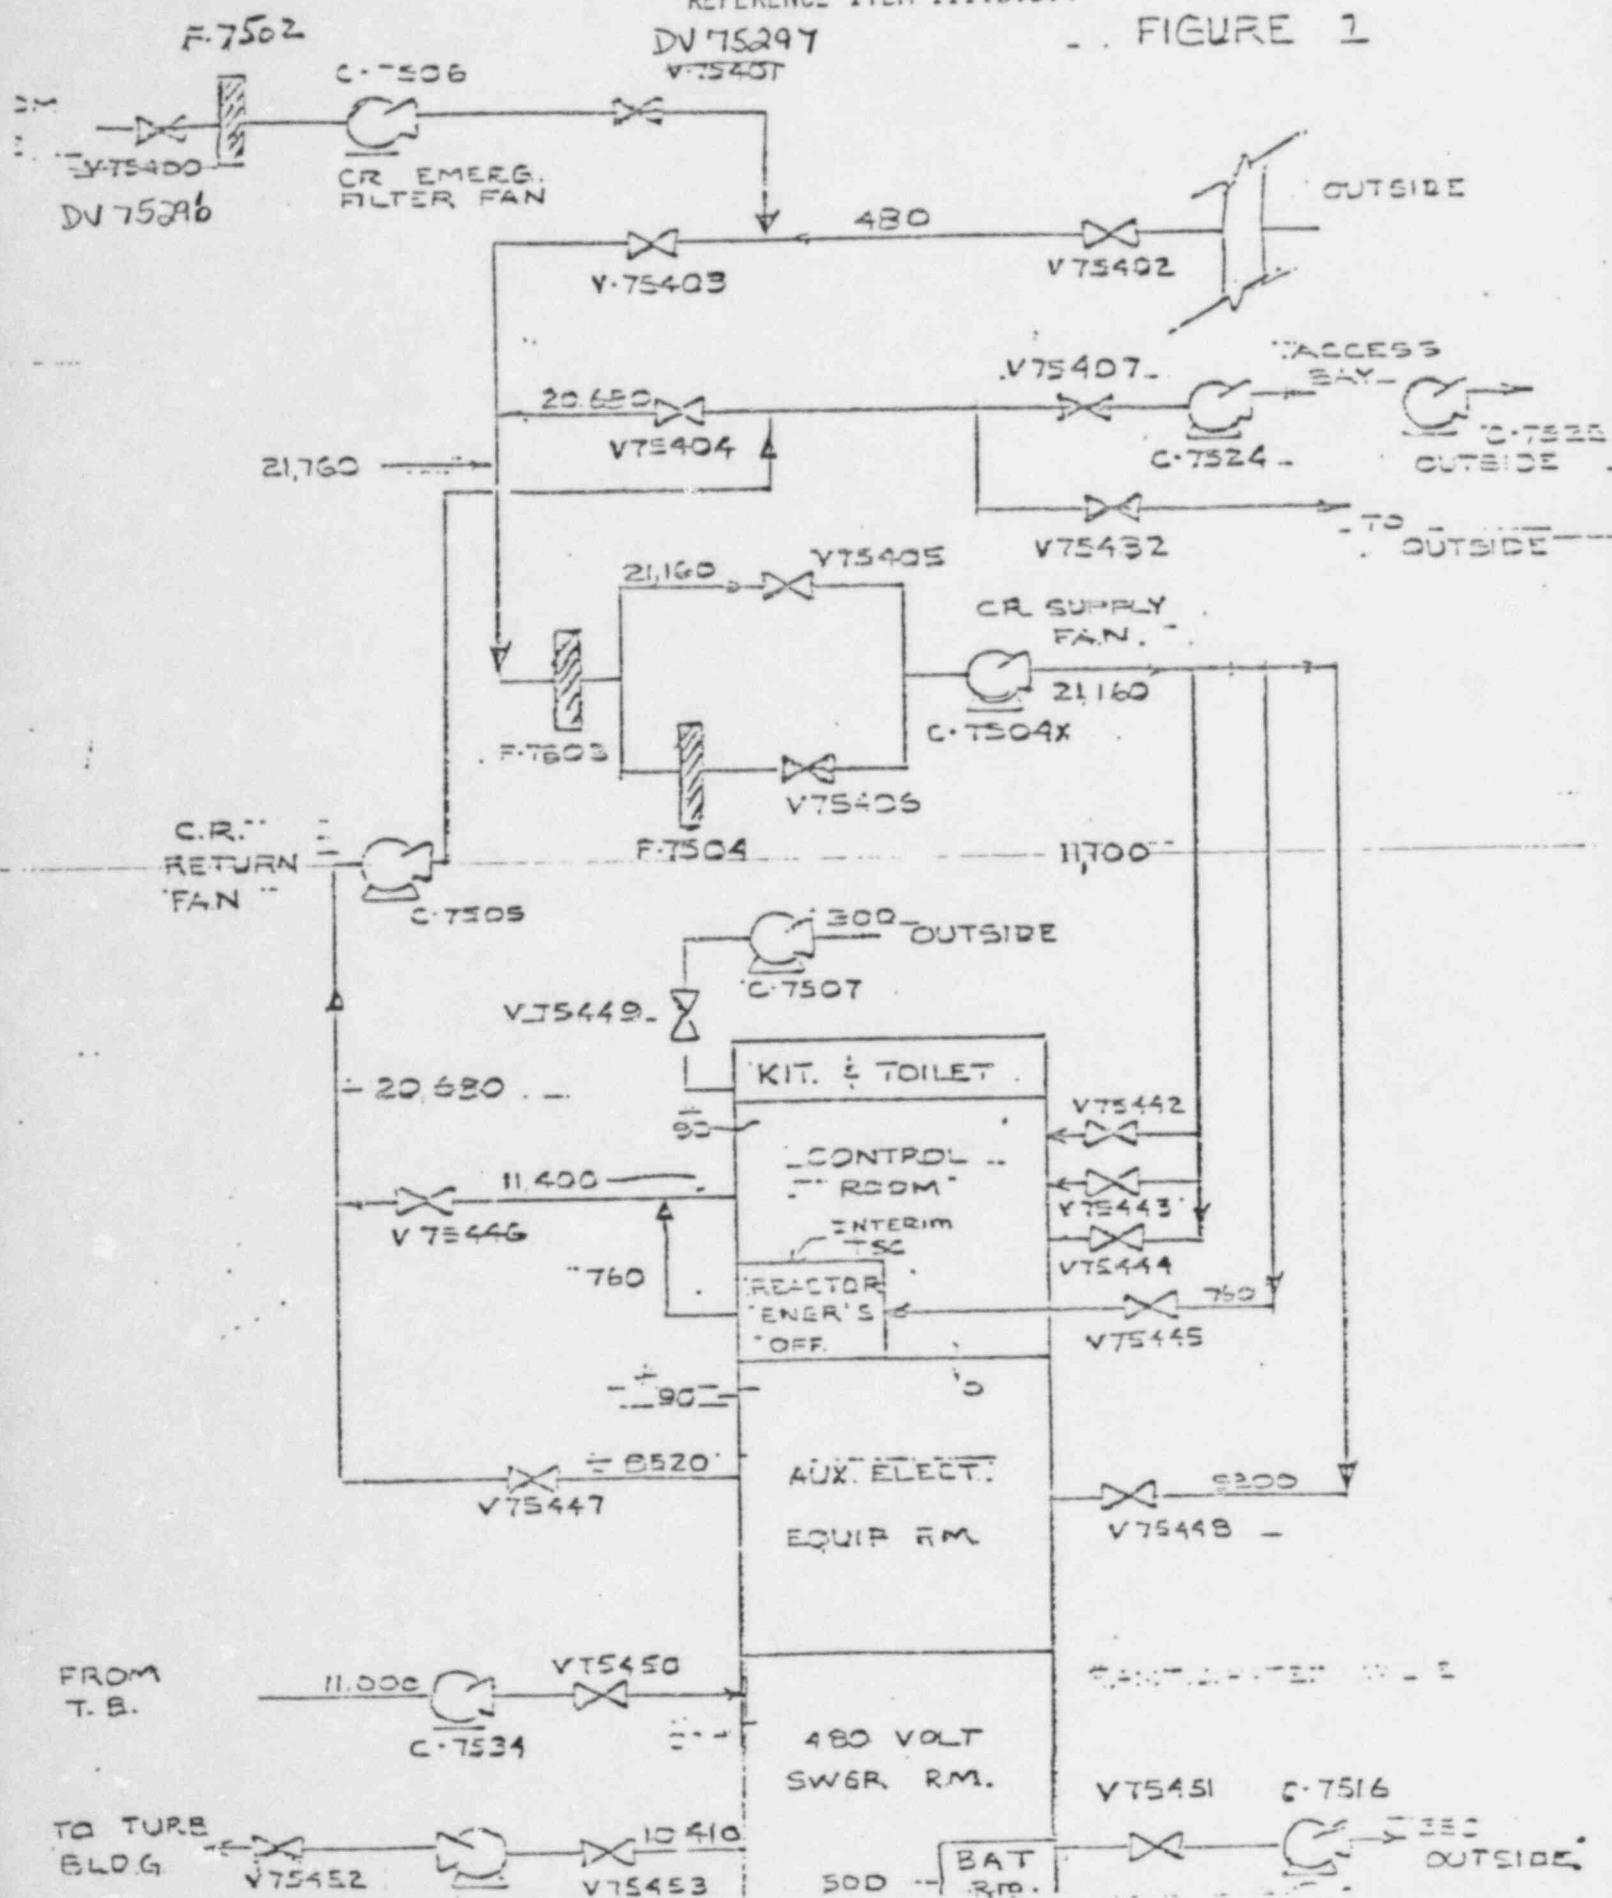 REFERENCE ITEM
FIGURE 1
F-7502
DV 75297
V-75401
C-7506
V-75400
DV 75296
CR EMERG.
FILTER FAN
OUTSIDE
480
V-75403
V75402
V75407
ACCESS
BAY
20,680
V75404
C-7524
OUTSIDE
21,760
V75432
TO
OUTSIDE
21,160
V75405
CR SUPPLY
FAN.
21,160
C-7504X
F-7503
V75406
F-7504
C.R.
RETURN
FAN
11,700
C-7505
300
OUTSIDE
C-7507
V75449
KIT. & TOILET
20,680
V75442
90
CONTROL
ROOM
11,400
V75443
V75446
INTERIM
TSC
V75444
760
REACTOR
ENGR'S
OFF.
760
V75445
90
8520
AUX. ELECT.
EQUIP RM
V75447
9200
V75448
FROM
T.B.
11,000
V75450
C-7534
480 VOLT
SWGR RM.
V75451
C-7516
TO TURB
BLDG
10,410
V75452
V75453
OUTSIDE
500
BAT
Rm.